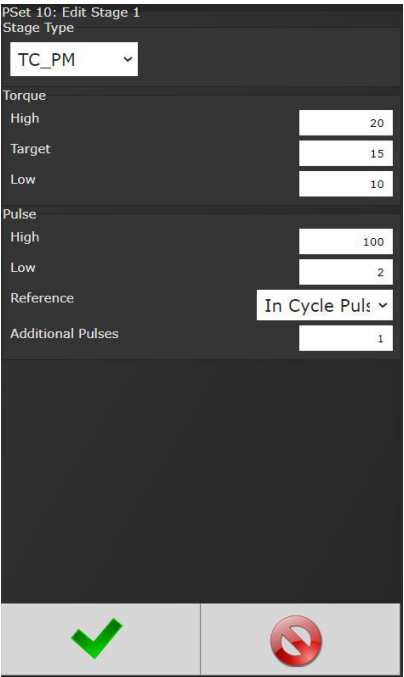 PSet 10: Edit Stage 1
Stage Type
TC_PM
Torque
High 20
Target 15
Low 10
Pulse
High 100
Low 2
Reference In Cycle Puls
Additional Pulses 1